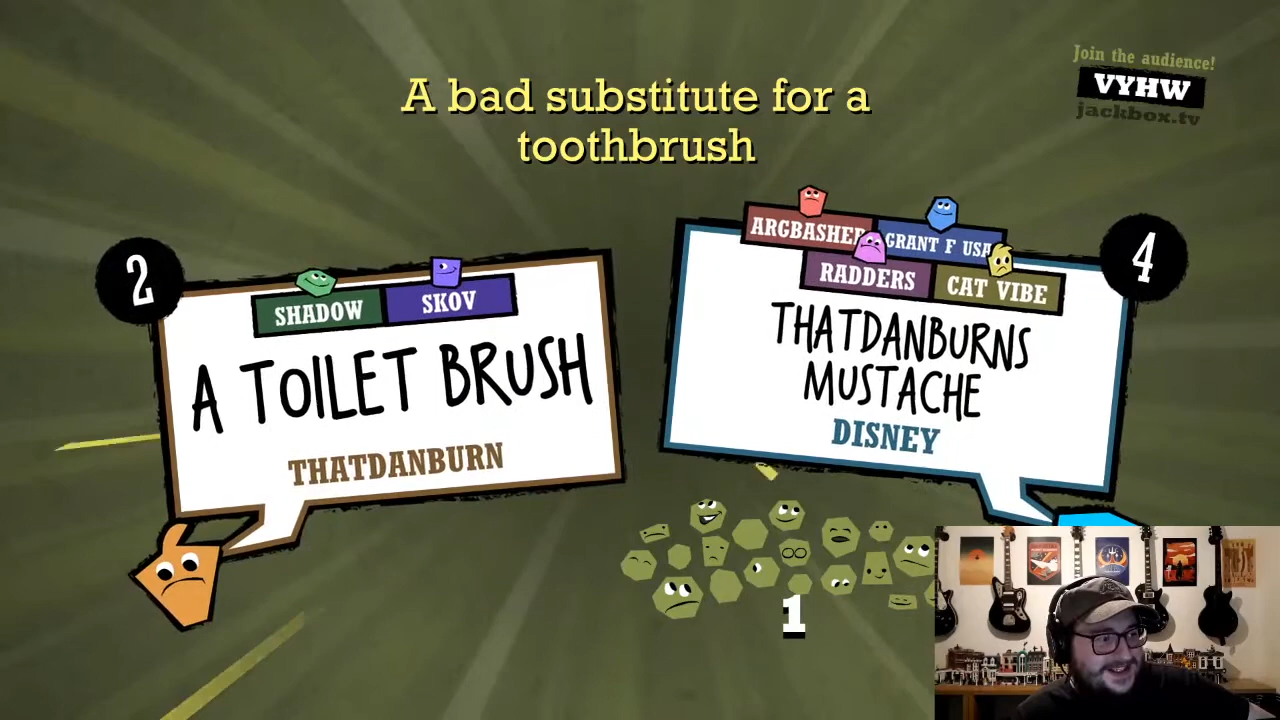 Join the audience!
VYHW
jackbox.tv
A bad substitute for a
toothbrush
2
SHADOW
SKOV
A TOILET BRUSH
THATDANBURN
4
ARGBASHER
GRANT F USA
RADDERS
CAT VIBE
THATDANBURNS
MUSTACHE
DISNEY
1